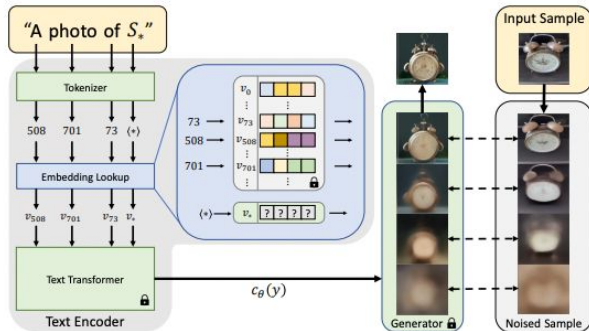 “A photo of S*”
Tokenizer
508 701 73 ⟨*⟩
Embedding Lookup
v508 v701 v73 v*
Text Transformer
Text Encoder
v0
⋮ ⋮
73 v73
508 v508
⋮ ⋮
701 v701
⋮ ⋮
⟨*⟩ v* ? ? ? ?
cθ(y)
Generator
Input Sample
Noised Sample